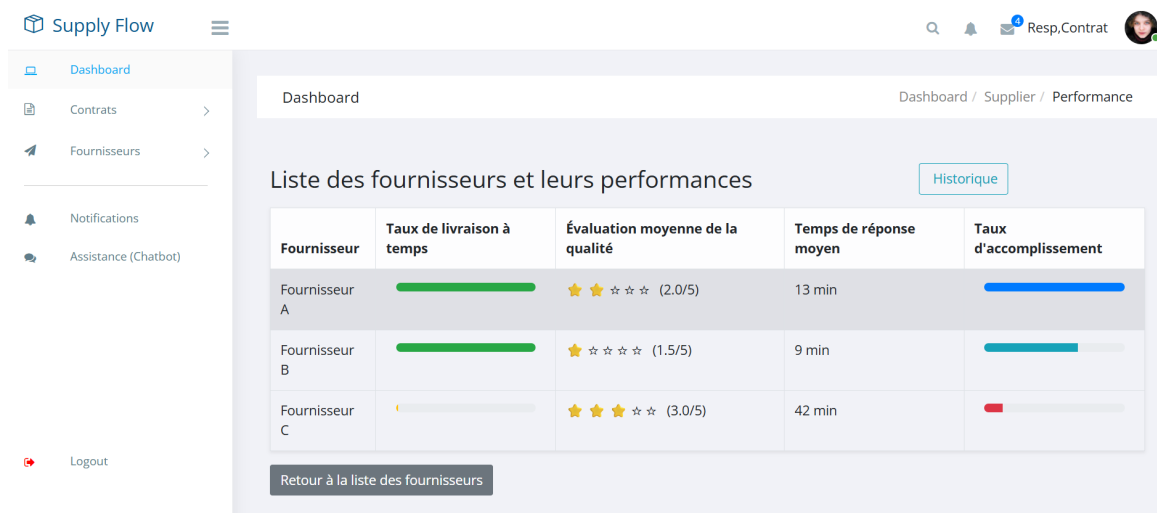 Supply Flow
4
Resp,Contrat
Dashboard
Contrats
Fournisseurs
Notifications
Assistance (Chatbot)
Logout
Dashboard
Dashboard / Supplier / Performance
Liste des fournisseurs et leurs performances
Historique
Fournisseur
Taux de livraison à
temps
Évaluation moyenne de la
qualité
Temps de réponse
moyen
Taux
d'accomplissement
Fournisseur
A
(2.0/5)
13 min
Fournisseur
B
(1.5/5)
9 min
Fournisseur
C
(3.0/5)
42 min
Retour à la liste des fournisseurs